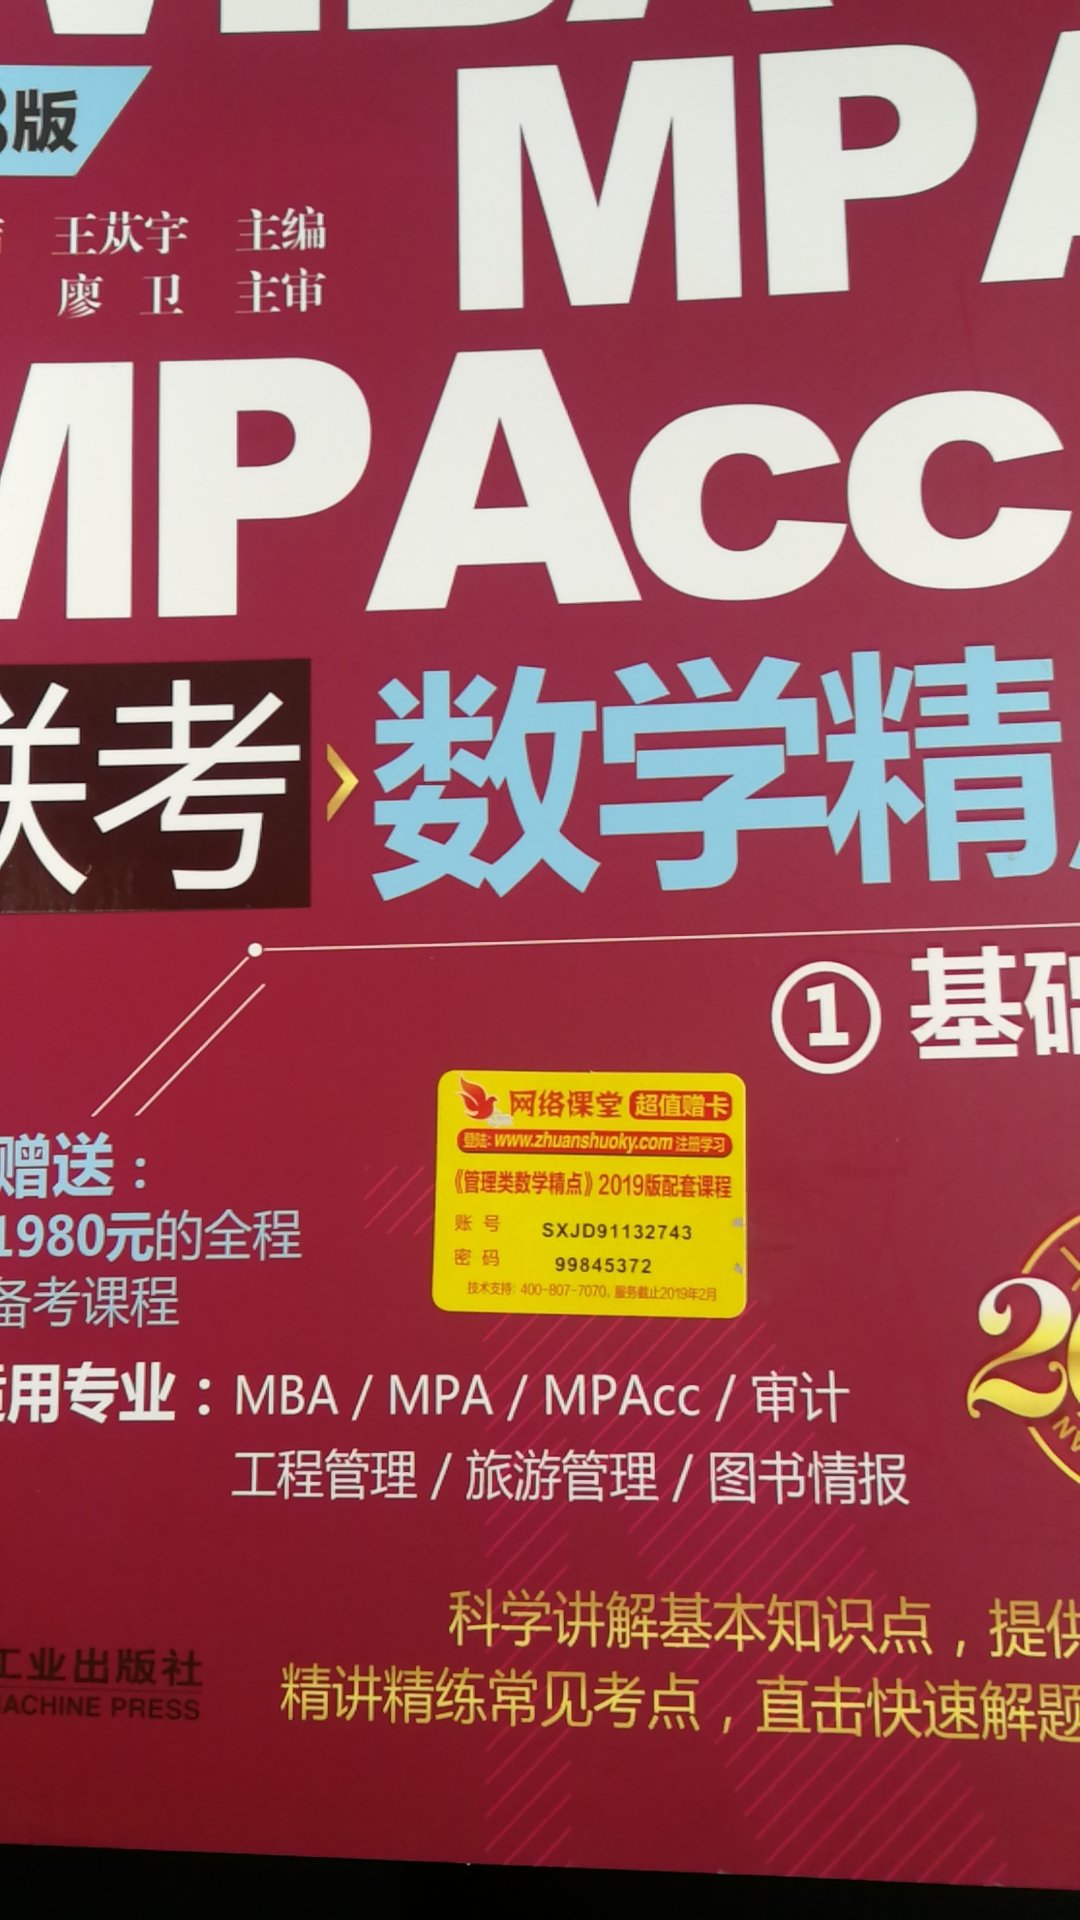 MBA
MPA
版
王苁宇 主编
廖 卫 主审
MPAcc
联考 数学精
① 基础
网络课堂 超值赠卡
登陆: www.zhuanshuoky.com 注册学习
《管理类数学精点》2019版配套课程
账 号 SXJD91132743
密 码 99845372
技术支持: 400-807-7070, 服务截止2019年2月
赠送：
1980元的全程
备考课程
适用专业：MBA / MPA / MPAcc / 审计
工程管理 / 旅游管理 / 图书情报
科学讲解基本知识点，提供
精讲精练常见考点，直击快速解题
工业出版社
MACHINE PRESS